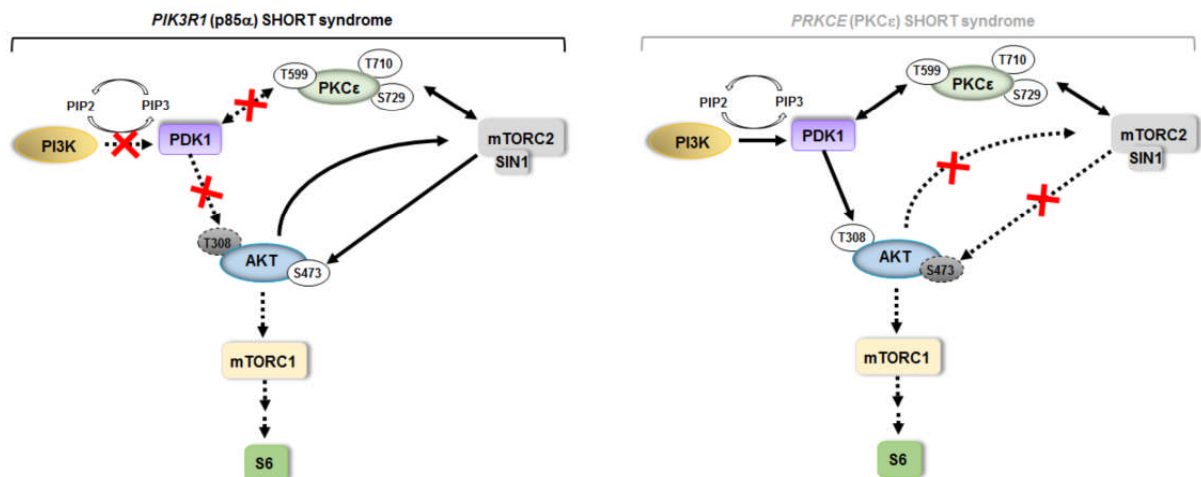 PIK3R1 (p85α) SHORT syndrome
T599
T710
PKCε
S729
PIP2
PIP3
PI3K
PDK1
mTORC2
SIN1
T308
AKT
S473
mTORC1
S6
PRKCE (PKCε) SHORT syndrome
T599
T710
PKCε
S729
PIP2
PIP3
PI3K
PDK1
mTORC2
SIN1
T308
AKT
S473
mTORC1
S6